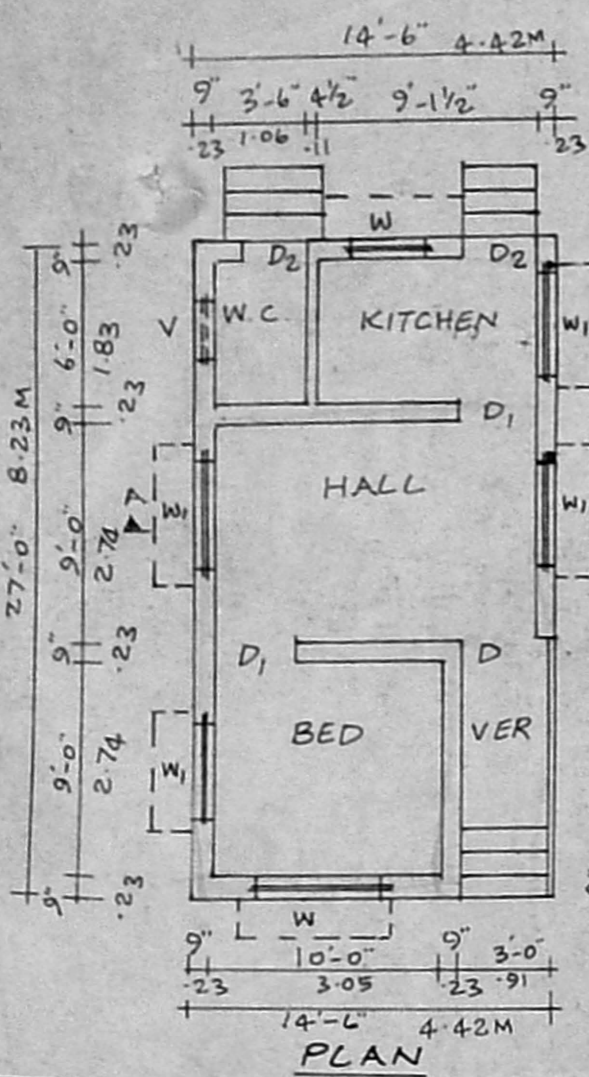 14'-6" 4.42M
9" 3'-6" 4½" 9'-1½" 9"
.23 1.06 .11 .23
W
D2 D2
W.C KITCHEN
V W1
D1
HALL
W1 A W1
D1 D
BED VER
W1
W
27'-0" 8.23M
9" 6'-0" 9" 9'-0" 9" 9'-0" 9"
.23 1.83 .23 2.74 .23 2.74 .23
9" 10'-0" 9" 3'-0"
.23 3.05 .23 .91
14'-6" 4.42M
PLAN